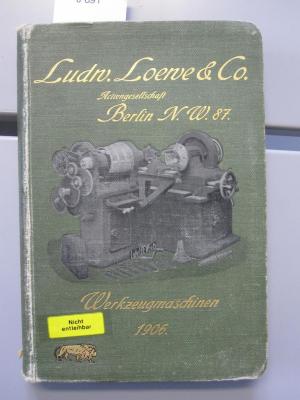 Ludw. Loewe & Co.
Actiengesellschaft
Berlin N.W. 87.
Werkzeugmaschinen
1906.
Nicht
entleihbar